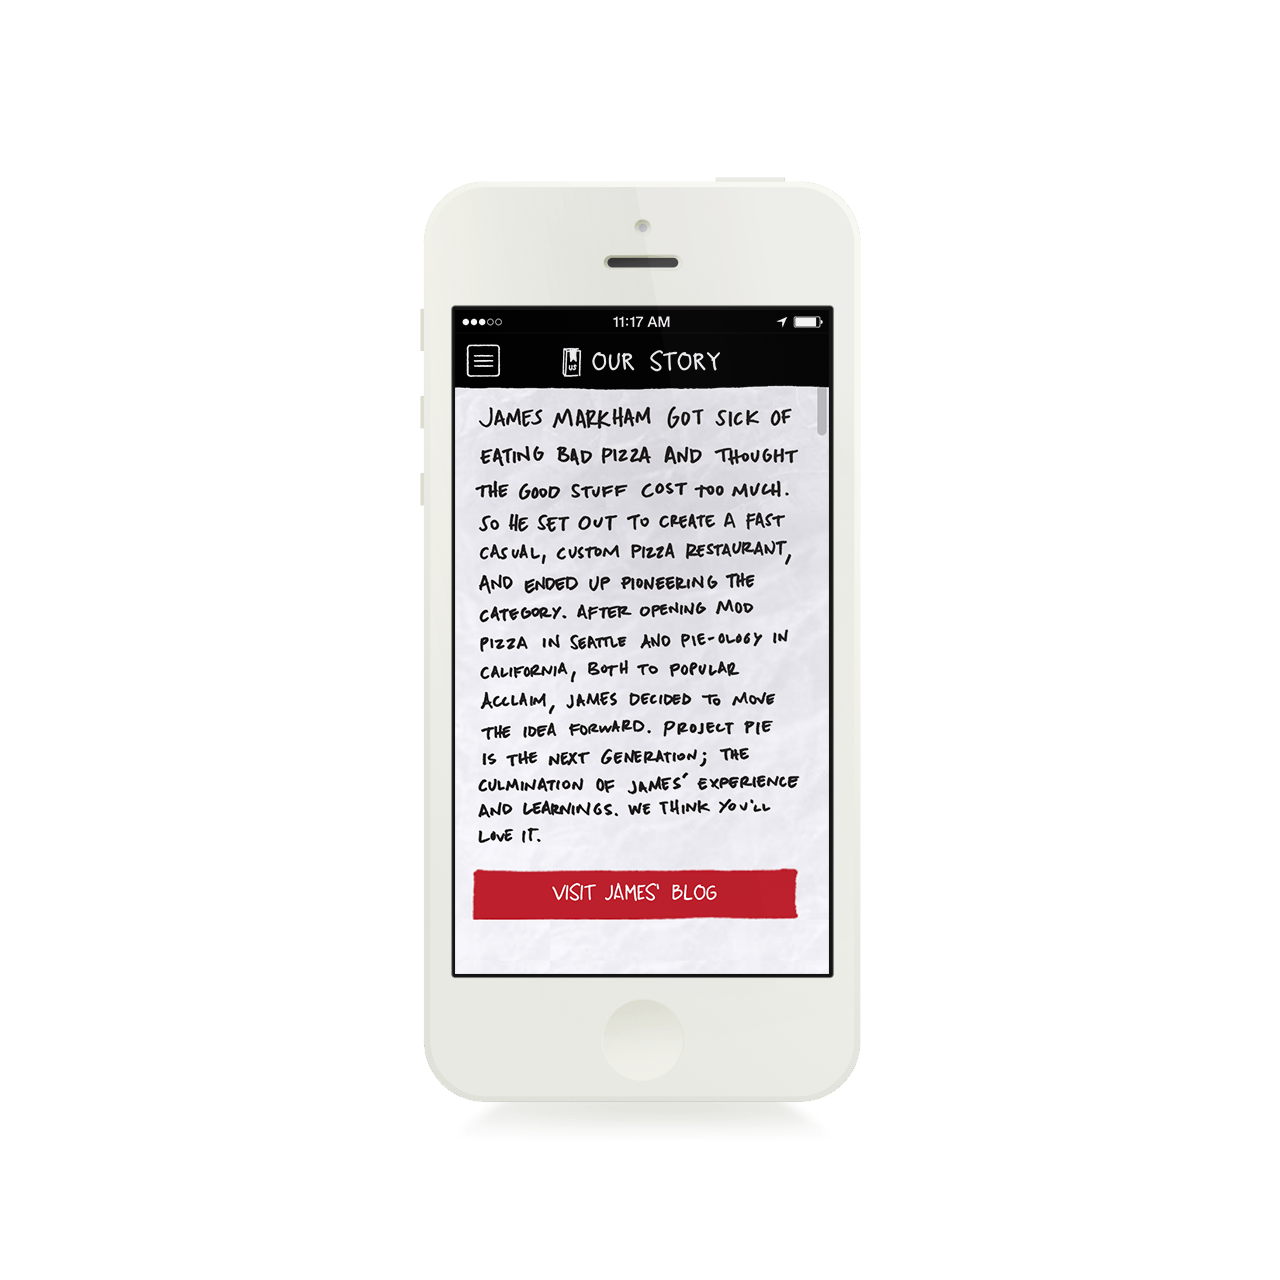 11:17 AM
US OUR STORY
JAMES MARKHAM GOT SICK OF
EATING BAD PIZZA AND THOUGHT
THE GOOD STUFF COST TOO MUCH.
SO HE SET OUT TO CREATE A FAST
CASUAL, CUSTOM PIZZA RESTAURANT,
AND ENDED UP PIONEERING THE
CATEGORY. AFTER OPENING MOD
PIZZA IN SEATTLE AND PIE-OLOGY IN
CALIFORNIA, BOTH TO POPULAR
ACCLAIM, JAMES DECIDED TO MOVE
THE IDEA FORWARD. PROJECT PIE
IS THE NEXT GENERATION; THE
CULMINATION OF JAMES' EXPERIENCE
AND LEARNINGS. WE THINK YOU'LL
LOVE IT.
VISIT JAMES' BLOG